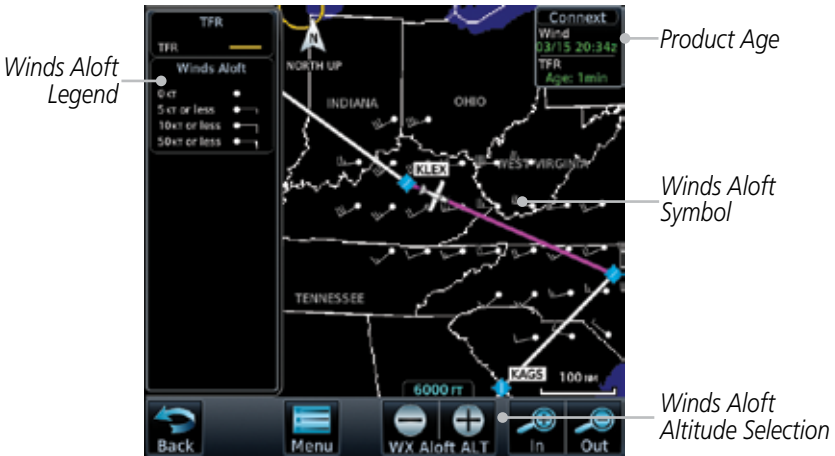 TFR
TFR
Winds Aloft
0 KT
5 KT or less
10 KT or less
50 KT or less
Winds Aloft
Legend
N
NORTH UP
INDIANA
OHIO
WEST VIRGINIA
KLEX
TENNESSEE
KAGS
100 NM
6000 FT
Connext
Wind
03/15 20:34z
TFR
Age: 1min
Product Age
Winds Aloft
Symbol
Winds Aloft
Altitude Selection
Back
Menu
WX Aloft ALT
In
Out